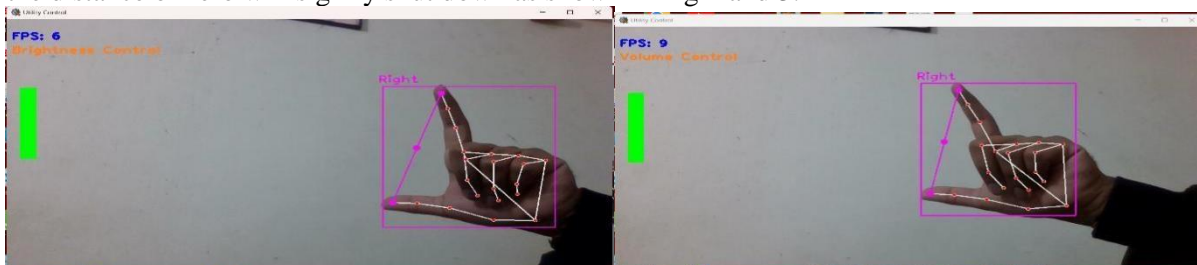 Utility Control
FPS: 6
Brightness Control
Right
Utility Control
FPS: 9
Volume Control
Right